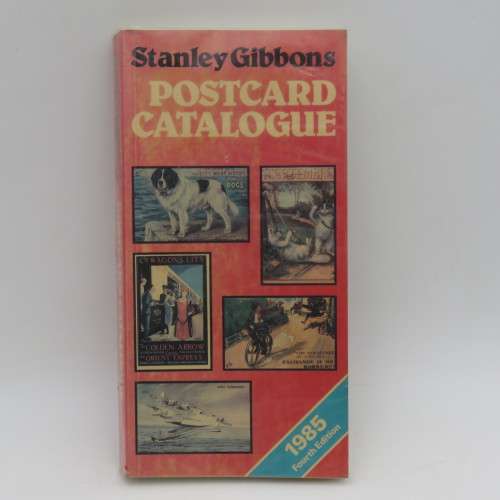 Stanley Gibbons
POSTCARD
CATALOGUE
DOGS
GOLDEN-ARROW
ORIENT EXPRESS
1985
Fourth Edition